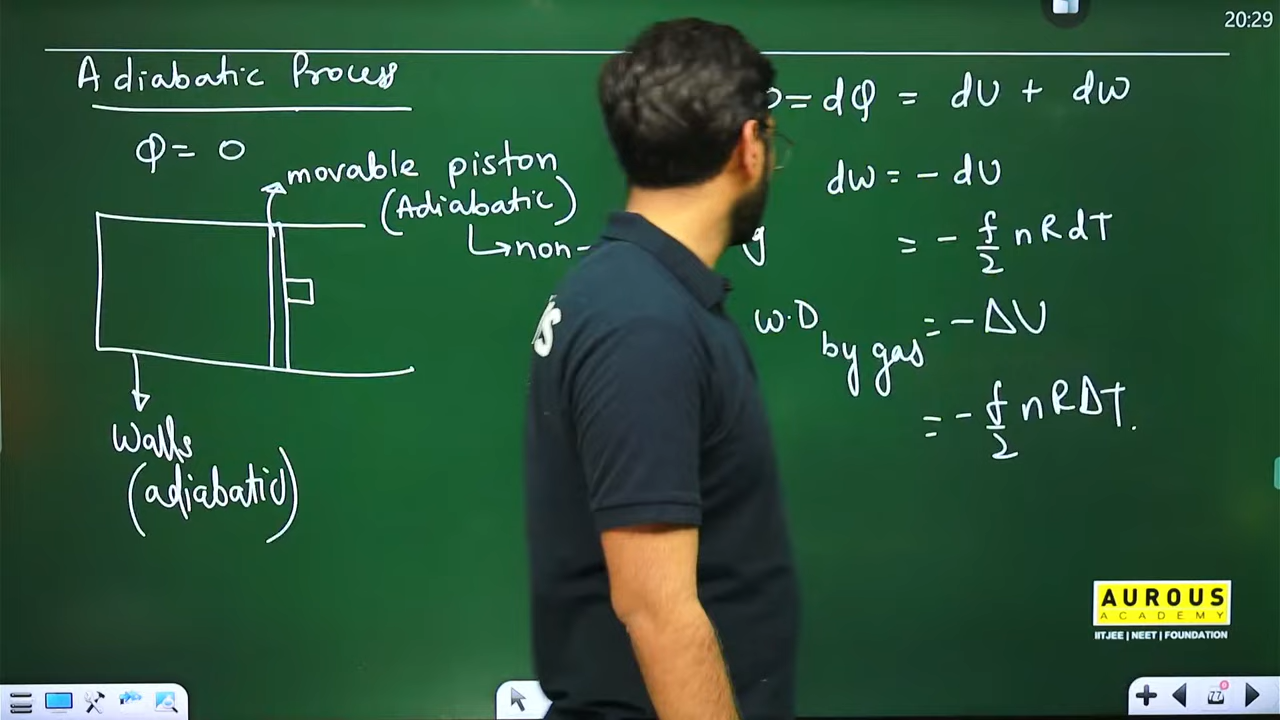 20:29
Adiabatic Process
Q = 0
movable piston
(Adiabatic)
non-
Walls
(adiabatic)
= dQ = dU + dW
dW = - dU
= - f/2 nRdT
W.D by gas = - ΔU
= - f/2 nRΔT.
AUROUS
ACADEMY
IITJEE | NEET | FOUNDATION
77